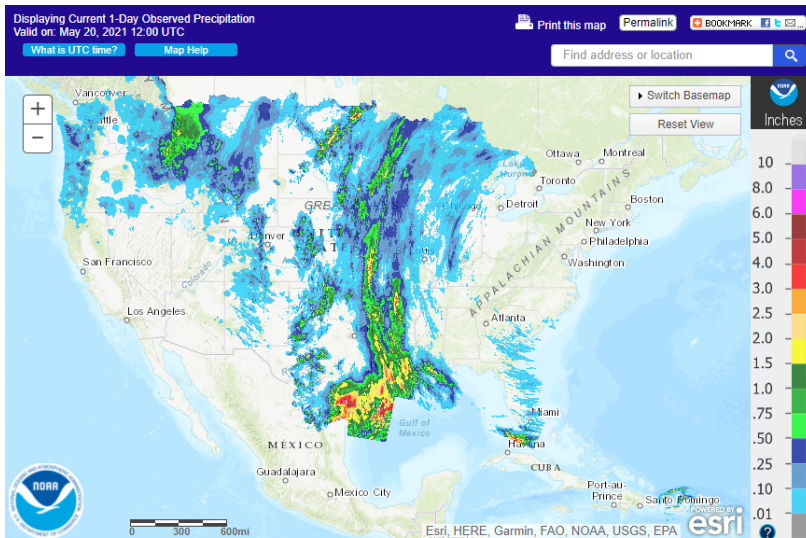 Displaying Current 1-Day Observed Precipitation
Valid on: May 20, 2021 12:00 UTC
What is UTC time?
Map Help
Print this map
Permalink
BOOKMARK
Find address or location
+
−
Switch Basemap
Reset View
NOAA
Inches
10
8.0
6.0
5.0
4.0
3.0
2.5
2.0
1.5
1.0
.75
.50
.25
.10
.01
?
Vancouver
Ottawa
Montreal
Toronto
Detroit
Boston
New York
Philadelphia
Washington
APPALACHIAN MOUNTAINS
San Francisco
Colorado
Los Angeles
Atlanta
Miami
Gulf of
Mexico
Havana
MÉXICO
CUBA
Guadalajara
Mexico City
Port-au-
Prince
Santo Domingo
NOAA
0 300 600mi
Esri, HERE, Garmin, FAO, NOAA, USGS, EPA
POWERED BY
esri